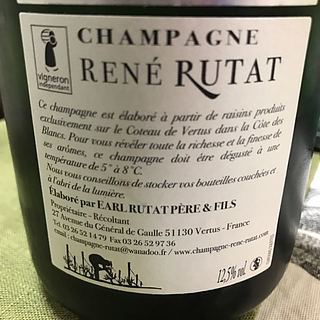 CHAMPAGNE
RENÉ RUTAT
vigneron
indépendant
Ce champagne est élaboré à partir de raisins produits
exclusivement sur le Coteau de Vertus dans la Côte des
Blancs. Pour vous révéler toute la richesse et la finesse de
ses arômes, ce champagne doit être dégusté à une
température de 5° à 8°C.
Nous vous conseillons de stocker vos bouteilles couchées et
à l'abri de la lumière.
Élaboré par EARL RUTAT PÈRE & FILS
Propriétaire - Récoltant
27 Avenue du Général de Gaulle 51130 Vertus - France
Tel 03 26 52 14 79 Fax 03 26 52 97 36
email : champagne-rutat@wanadoo.fr / www.champagne-rene-rutat.com
12,5% vol